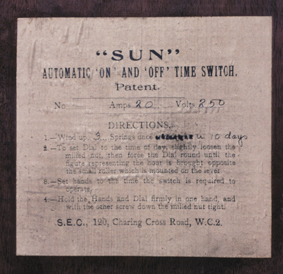 "SUN"
AUTOMATIC 'ON' AND 'OFF' TIME SWITCH.
Patent.
No Amps 20 Volts 250
DIRECTIONS.
1.—Wind up 3 Springs once in 10 days
2.—To set Dial to the time of day, slightly loosen the
milled nut, then turn the Dial round until the
figure representing the hour is brought opposite
the small roller which is mounted on the lever
3.—Set hands to the time the switch is required to
operate,
4.—Hold the Hands and Dial firmly in one hand, and
with the other screw down the milled nut tight.
S.E.C., 120, Charing Cross Road, W.C.2.